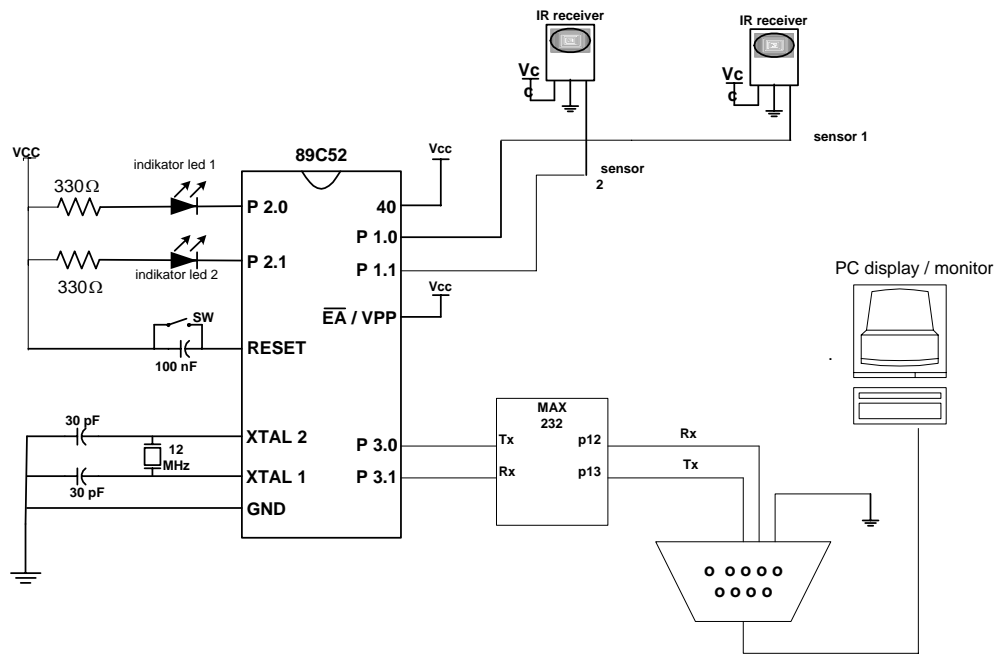 IR receiver
IR receiver
Vc
c
Vc
c
sensor 1
sensor
2
VCC
indikator led 1
330Ω
89C52
Vcc
P 2.0
40
P 1.0
P 2.1
P 1.1
indikator led 2
330Ω
Vcc
EA / VPP
SW
RESET
100 nF
PC display / monitor
.
MAX
232
30 pF
XTAL 2
12
MHz
P 3.0
Tx
p12
Rx
XTAL 1
P 3.1
Rx
p13
Tx
30 pF
GND
o o o o o
o o o o